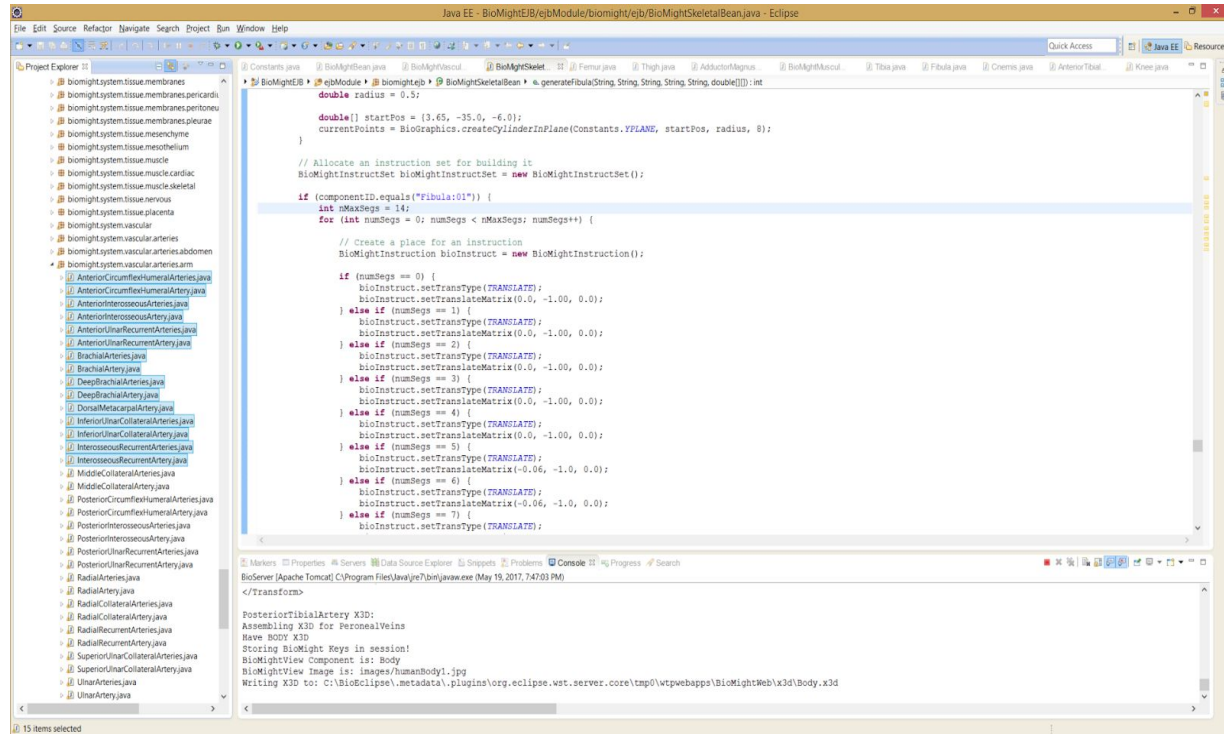 Java EE - BioMightEJB/ejbModule/biomight/ejb/BioMightSkeletalBean.java - Eclipse
File Edit Source Refactor Navigate Search Project Run Window Help
Quick Access
Java EE
Resource
Project Explorer
biomight.system.tissue.membranes
biomight.system.tissue.membranes.pericardiu
biomight.system.tissue.membranes.peritoneu
biomight.system.tissue.membranes.pleurae
biomight.system.tissue.mesenchyme
biomight.system.tissue.mesothelium
biomight.system.tissue.muscle
biomight.system.tissue.muscle.cardiac
biomight.system.tissue.muscle.skeletal
biomight.system.tissue.nervous
biomight.system.tissue.placenta
biomight.system.vascular
biomight.system.vascular.arteries
biomight.system.vascular.arteries.abdomen
biomight.system.vascular.arteries.arm
AnteriorCircumflexHumeralArteries.java
AnteriorCircumflexHumeralArtery.java
AnteriorInterosseousArteries.java
AnteriorInterosseousArtery.java
AnteriorUlnarRecurrentArteries.java
AnteriorUlnarRecurrentArtery.java
BrachialArteries.java
BrachialArtery.java
DeepBrachialArteries.java
DeepBrachialArtery.java
DorsalMetacarpalArtery.java
InferiorUlnarCollateralArteries.java
InferiorUlnarCollateralArtery.java
InterosseousRecurrentArteries.java
InterosseousRecurrentArtery.java
MiddleCollateralArteries.java
MiddleCollateralArtery.java
PosteriorCircumflexHumeralArteries.java
PosteriorCircumflexHumeralArtery.java
PosteriorInterosseousArteries.java
PosteriorInterosseousArtery.java
PosteriorUlnarRecurrentArteries.java
PosteriorUlnarRecurrentArtery.java
RadialArteries.java
RadialArtery.java
RadialCollateralArteries.java
RadialCollateralArtery.java
RadialRecurrentArteries.java
RadialRecurrentArtery.java
SuperiorUlnarCollateralArteries.java
SuperiorUlnarCollateralArtery.java
UlnarArteries.java
UlnarArtery.java
Constants.java BioMightBean.java BioMightVascul... BioMightSkelet... Femur.java Thigh.java AdductorMagnus... BioMightMuscul... Tibia.java Fibula.java Cnemis.java AnteriorTibial... Knee.java
BioMightEJB ejbModule biomight.ejb BioMightSkeletalBean generateFibula(String, String, String, String, String, double[][]) : int
double radius = 0.5;
double[] startPos = {3.65, -35.0, -6.0};
currentPoints = BioGraphics.createCylinderInPlane(Constants.YPLANE, startPos, radius, 8);
}
// Allocate an instruction set for building it
BioMightInstructSet bioMightInstructSet = new BioMightInstructSet();
if (componentID.equals("Fibula:01")) {
int nMaxSegs = 14;
for (int numSegs = 0; numSegs < nMaxSegs; numSegs++) {
// Create a place for an instruction
BioMightInstruction bioInstruct = new BioMightInstruction();
if (numSegs == 0) {
bioInstruct.setTransType(TRANSLATE);
bioInstruct.setTranslateMatrix(0.0, -1.00, 0.0);
} else if (numSegs == 1) {
bioInstruct.setTransType(TRANSLATE);
bioInstruct.setTranslateMatrix(0.0, -1.00, 0.0);
} else if (numSegs == 2) {
bioInstruct.setTransType(TRANSLATE);
bioInstruct.setTranslateMatrix(0.0, -1.00, 0.0);
} else if (numSegs == 3) {
bioInstruct.setTransType(TRANSLATE);
bioInstruct.setTranslateMatrix(0.0, -1.00, 0.0);
} else if (numSegs == 4) {
bioInstruct.setTransType(TRANSLATE);
bioInstruct.setTranslateMatrix(0.0, -1.00, 0.0);
} else if (numSegs == 5) {
bioInstruct.setTransType(TRANSLATE);
bioInstruct.setTranslateMatrix(-0.06, -1.0, 0.0);
} else if (numSegs == 6) {
bioInstruct.setTransType(TRANSLATE);
bioInstruct.setTranslateMatrix(-0.06, -1.0, 0.0);
} else if (numSegs == 7) {
bioInstruct.setTransType(TRANSLATE);
Markers Properties Servers Data Source Explorer Snippets Problems Console Progress Search
BioServer [Apache Tomcat] C:\Program Files\Java\jre7\bin\javaw.exe (May 19, 2017, 7:47:03 PM)
</Transform>
PosteriorTibialArtery X3D:
Assembling X3D for PeronealVeins
Have BODY X3D
Storing BioMight Keys in session!
BioMightView Component is: Body
BioMightView Image is: images/humanBody1.jpg
Writing X3D to: C:\BioEclipse\.metadata\.plugins\org.eclipse.wst.server.core\tmp0\wtpwebapps\BioMightWeb\x3d\Body.x3d
15 items selected